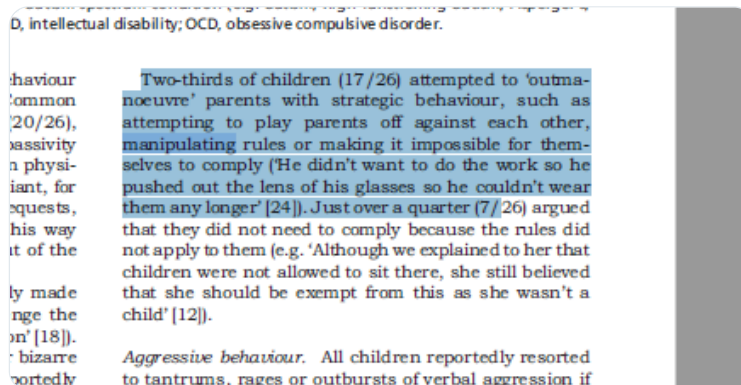 D, intellectual disability; OCD, obsessive compulsive disorder.
haviour
Common
20/26),
passivity
n physi-
iant, for
equests,
his way
t of the
ly made
nge the
on' [18]).
bizarre
portedly
Two-thirds of children (17/26) attempted to 'outma-
noeuvre' parents with strategic behaviour, such as
attempting to play parents off against each other,
manipulating rules or making it impossible for them-
selves to comply ('He didn't want to do the work so he
pushed out the lens of his glasses so he couldn't wear
them any longer' [24]). Just over a quarter (7/26) argued
that they did not need to comply because the rules did
not apply to them (e.g. 'Although we explained to her that
children were not allowed to sit there, she still believed
that she should be exempt from this as she wasn't a
child' [12]).
Aggressive behaviour. All children reportedly resorted
to tantrums, rages or outbursts of verbal aggression if